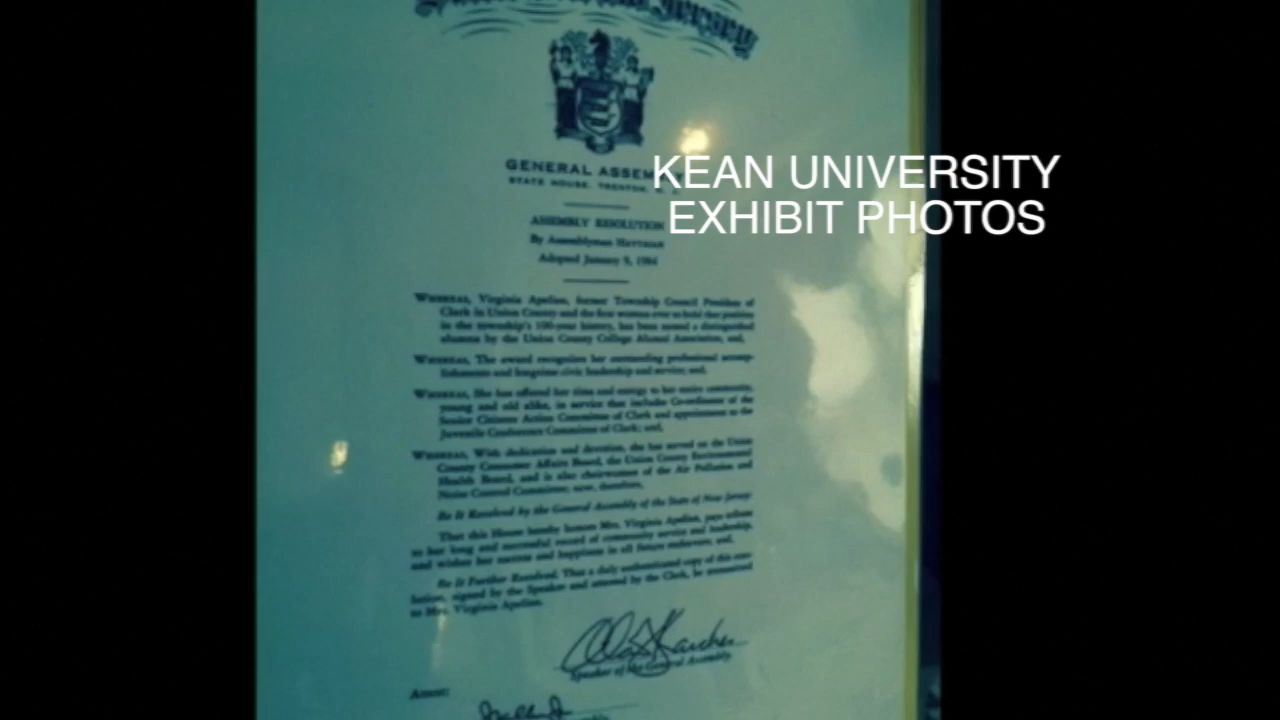 GENERAL ASSEM
STATE HOUSE, TRENTON, N. J.
KEAN UNIVERSITY
EXHIBIT PHOTOS
ASSEMBLY RESOLUTION
By Assemblyman
Adopted January 9, 1984
WHEREAS, Virginia Apelian, former Township Council President of
Clark in Union County and the first woman ever to hold that position
in the township's 100-year history, has been named a distinguished
alumna by the Union County College Alumni Association, and,
WHEREAS, The award recognizes her outstanding professional accomp-
lishments and longtime civic leadership and service; and,
WHEREAS, She has offered her time and energy to her entire community,
young and old alike, in service that includes Co-ordinator of the
Senior Citizens Action Committee of Clark and appointment to the
Juvenile Conference Committee of Clark; and,
WHEREAS, With dedication and devotion, she has served on the Union
County Consumer Affairs Board, the Union County Environmental
Health Board, and is also chairwoman of the Air Pollution and
Noise Control Committee; now, therefore,
Be It Resolved by the General Assembly of the State of New Jersey:
That this House hereby honors Mrs. Virginia Apelian, pays tribute
to her long and successful record of community service and leadership,
and wishes her success and happiness in all future endeavors; and,
Be It Further Resolved, That a duly authenticated copy of this reso-
lution, signed by the Speaker and attested by the Clerk, be transmitted
to Mrs. Virginia Apelian.
Speaker of the General Assembly
Attest: